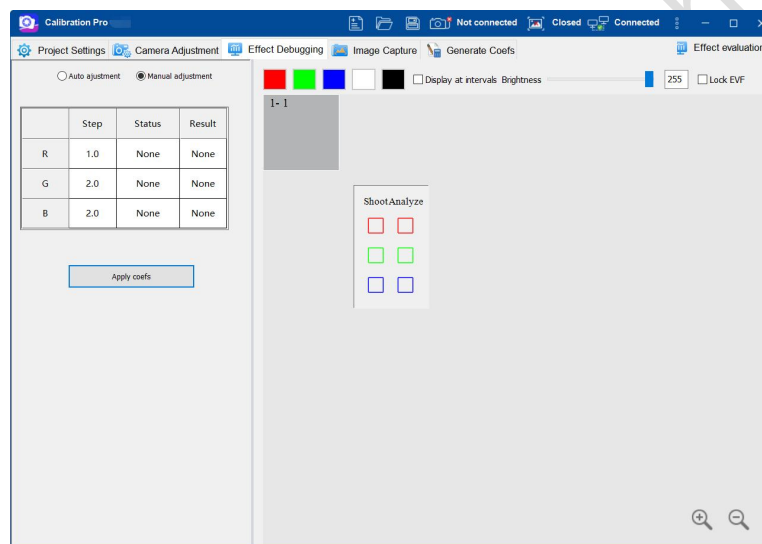 Calibration Pro
Not connected
Closed
Connected
Project Settings
Camera Adjustment
Effect Debugging
Image Capture
Generate Coefs
Effect evaluation
Auto ajustment
Manual adjustment
Display at intervals
Brightness
255
Lock EVF
1- 1
Step Status Result
R 1.0 None None
G 2.0 None None
B 2.0 None None
Apply coefs
ShootAnalyze